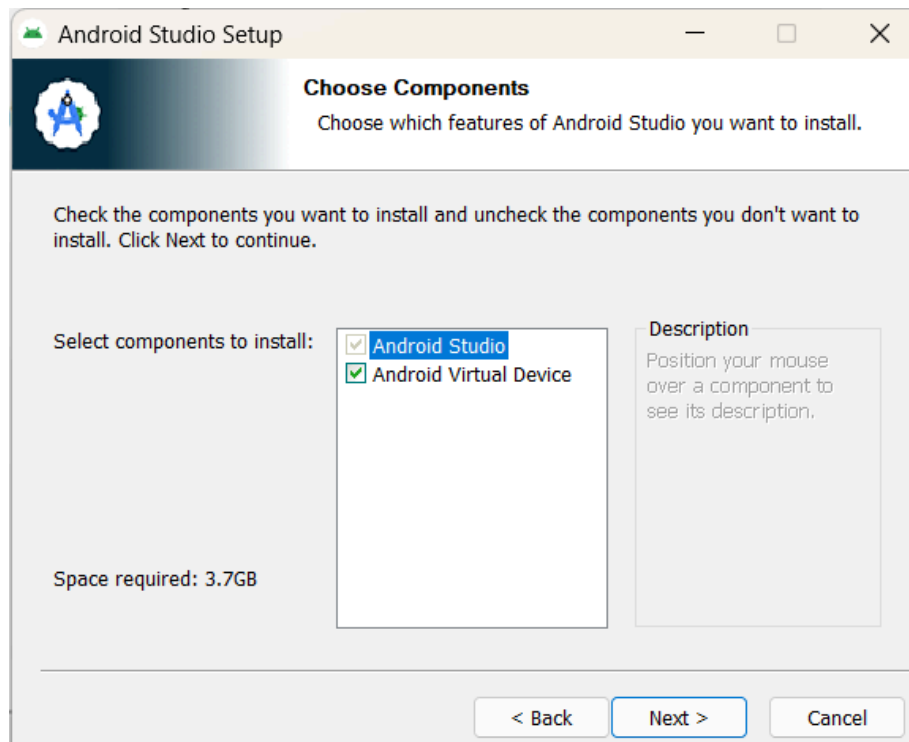 Android Studio Setup
Choose Components
Choose which features of Android Studio you want to install.
Check the components you want to install and uncheck the components you don't want to
install. Click Next to continue.
Select components to install:
Android Studio
Android Virtual Device
Description
Position your mouse
over a component to
see its description.
Space required: 3.7GB
< Back
Next >
Cancel